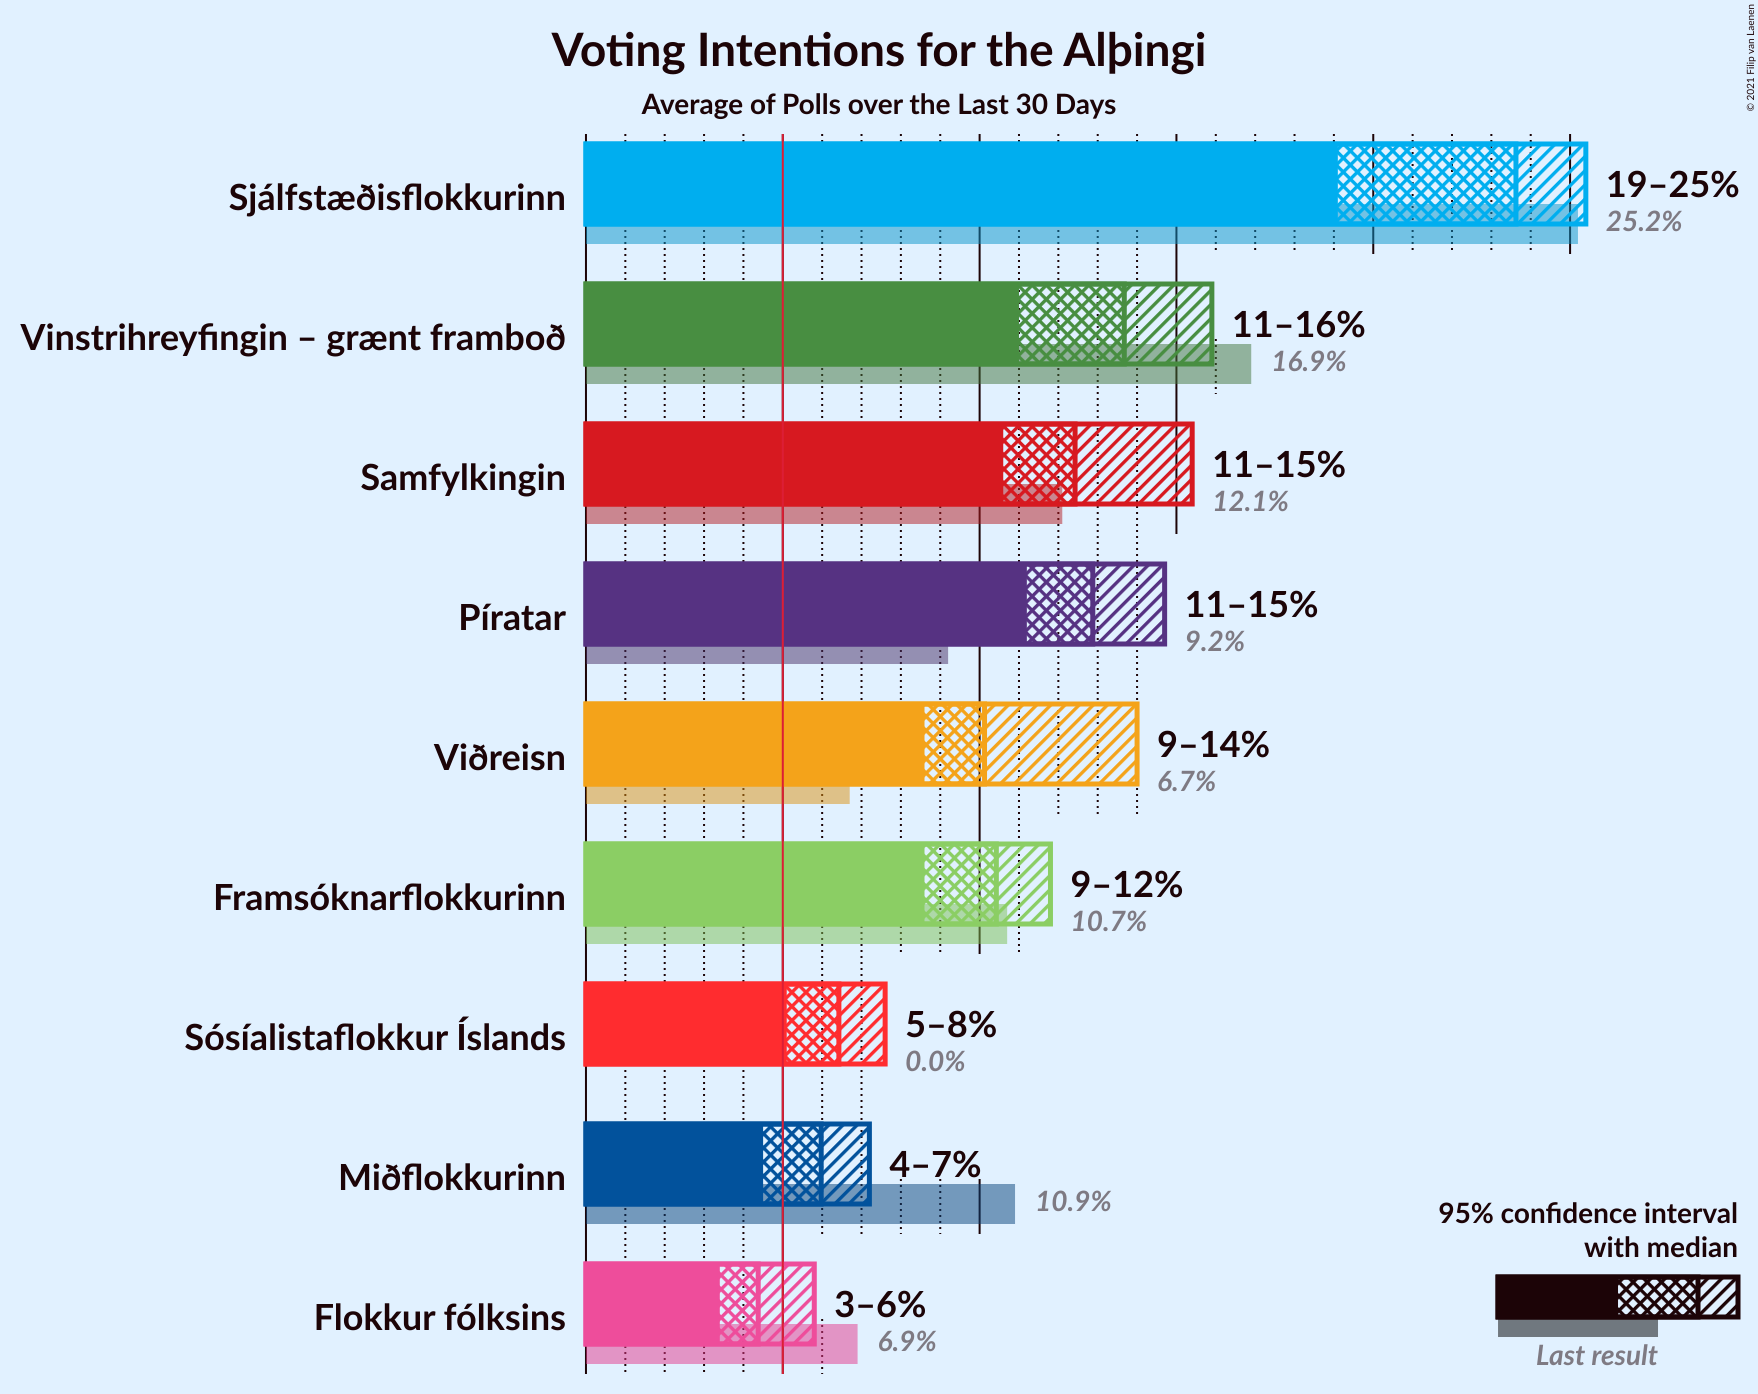 Voting Intentions for the Alþingi
Average of Polls over the Last 30 Days
© 2021 Filip van Laenen
Sjálfstæðisflokkurinn
19–25%
25.2%
Vinstrihreyfingin – grænt framboð
11–16%
16.9%
Samfylkingin
11–15%
12.1%
Píratar
11–15%
9.2%
Viðreisn
9–14%
6.7%
Framsóknarflokkurinn
9–12%
10.7%
Sósíalistaflokkur Íslands
5–8%
0.0%
Miðflokkurinn
4–7%
10.9%
Flokkur fólksins
3–6%
6.9%
95% confidence interval
with median
Last result